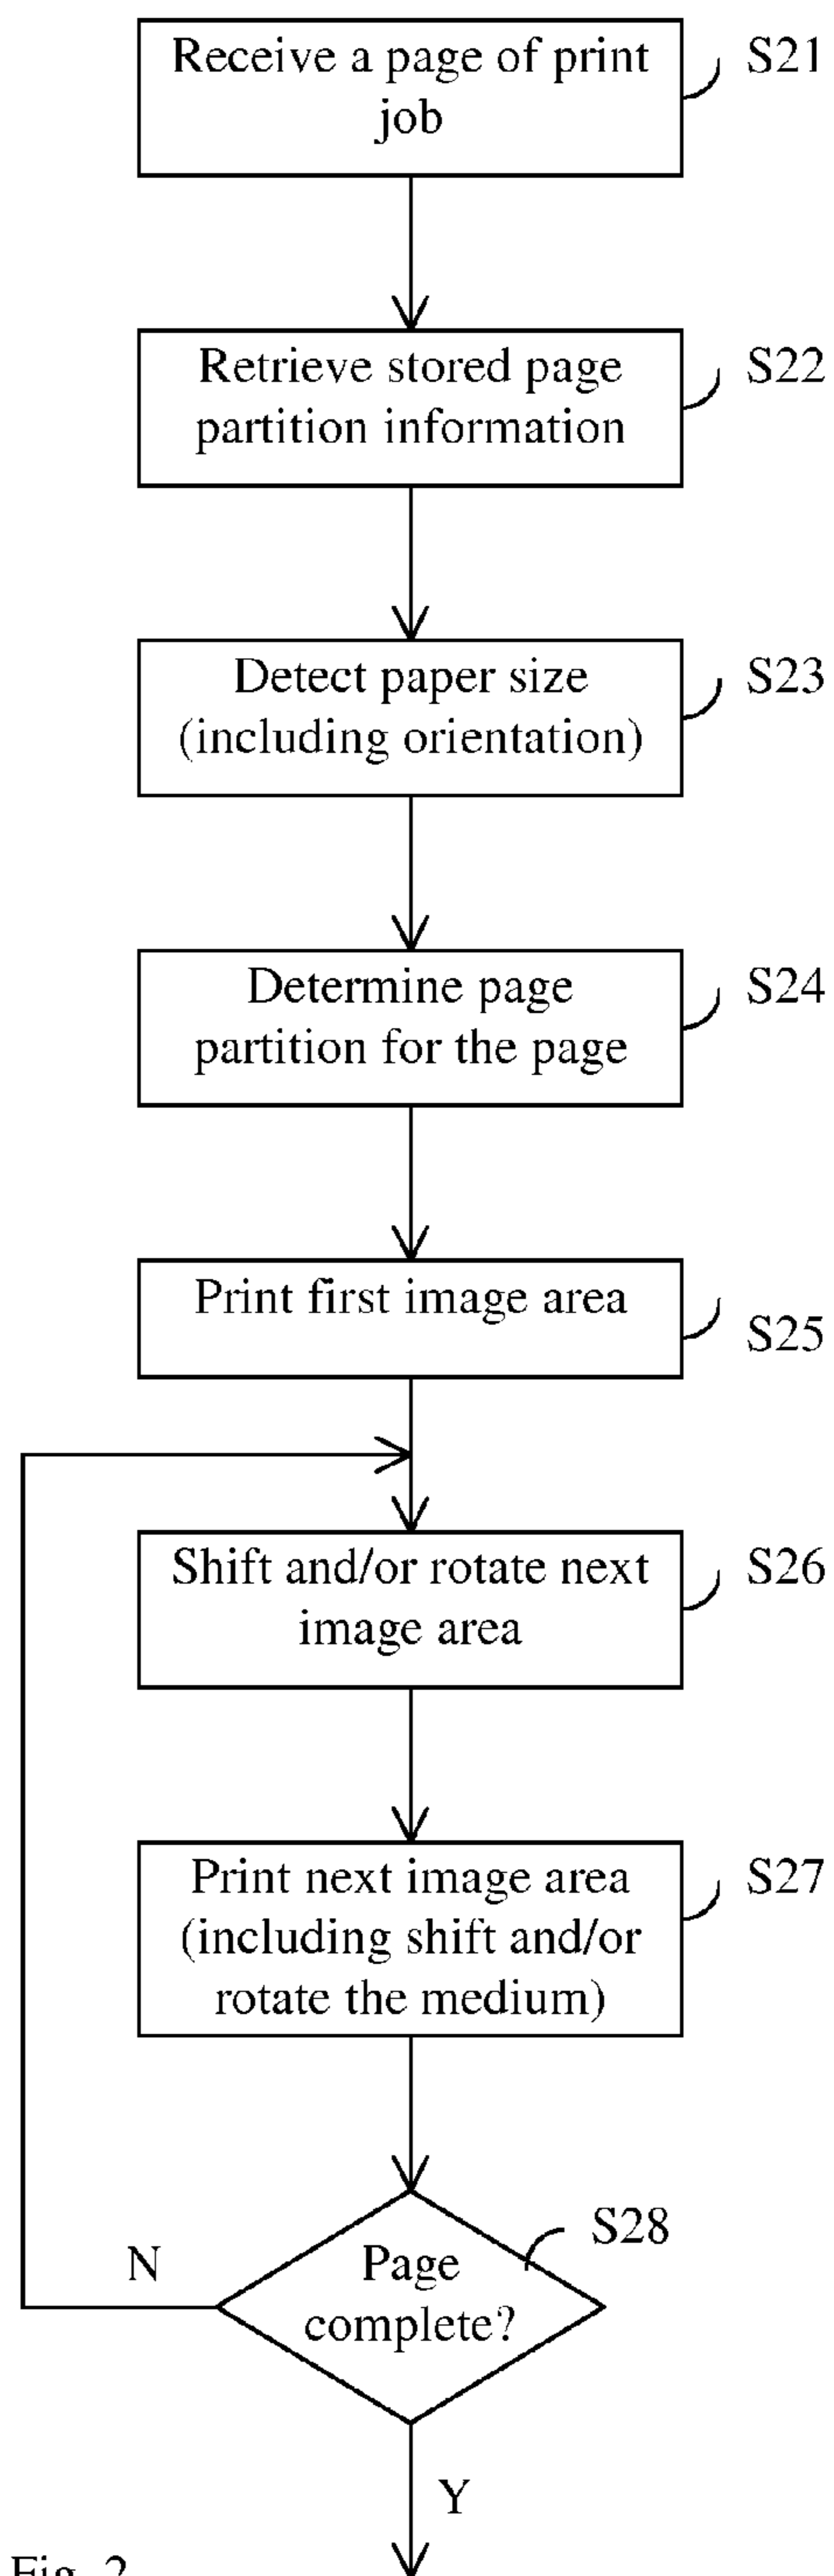 Receive a page of print
job
S21
Retrieve stored page
partition information
S22
Detect paper size
(including orientation)
S23
Determine page
partition for the page
S24
Print first image area
S25
Shift and/or rotate next
image area
S26
Print next image area
(including shift and/or
rotate the medium)
S27
Page
complete?
S28
N
Y
Fig. 2